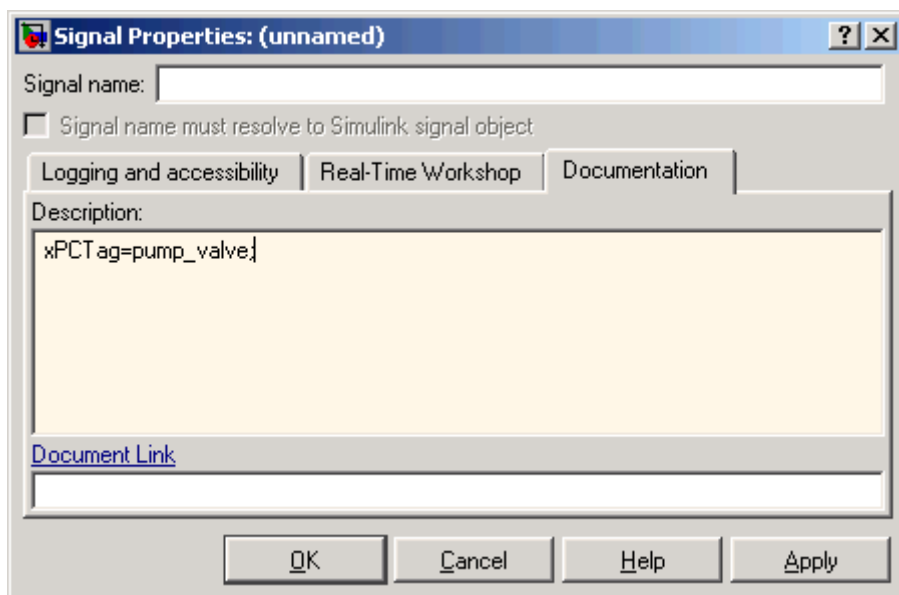 Signal Properties: (unnamed)
Signal name:
Signal name must resolve to Simulink signal object
Logging and accessibility Real-Time Workshop Documentation
Description:
xPCTag=pump_valve;
Document Link
OK Cancel Help Apply